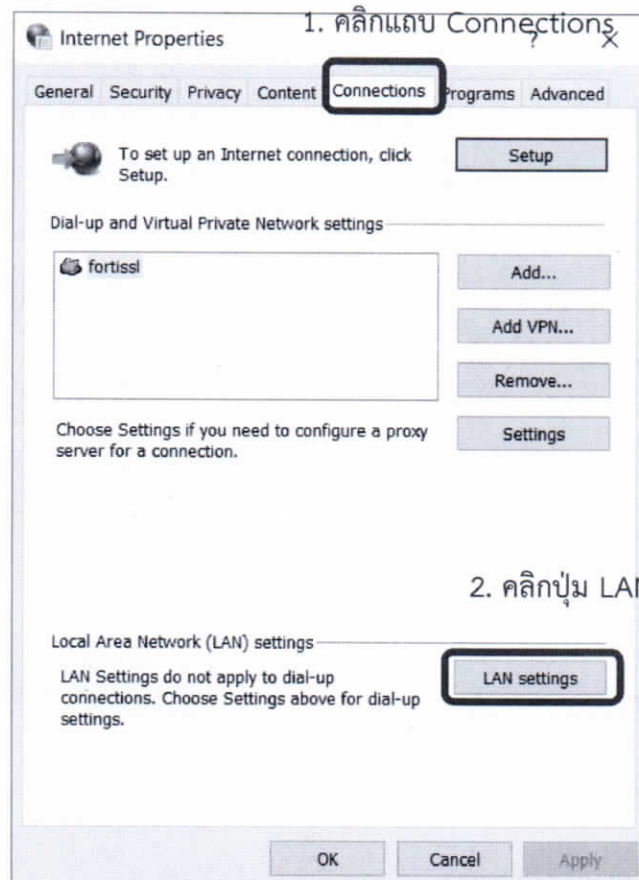 1. คลิกแถบ Connections
Internet Properties
?
X
General Security Privacy Content Connections Programs Advanced
To set up an Internet connection, click
Setup.
Setup
Dial-up and Virtual Private Network settings
fortissl
Add...
Add VPN...
Remove...
Choose Settings if you need to configure a proxy
server for a connection.
Settings
2. คลิกปุ่ม LAN
Local Area Network (LAN) settings
LAN Settings do not apply to dial-up
connections. Choose Settings above for dial-up
settings.
LAN settings
OK Cancel Apply